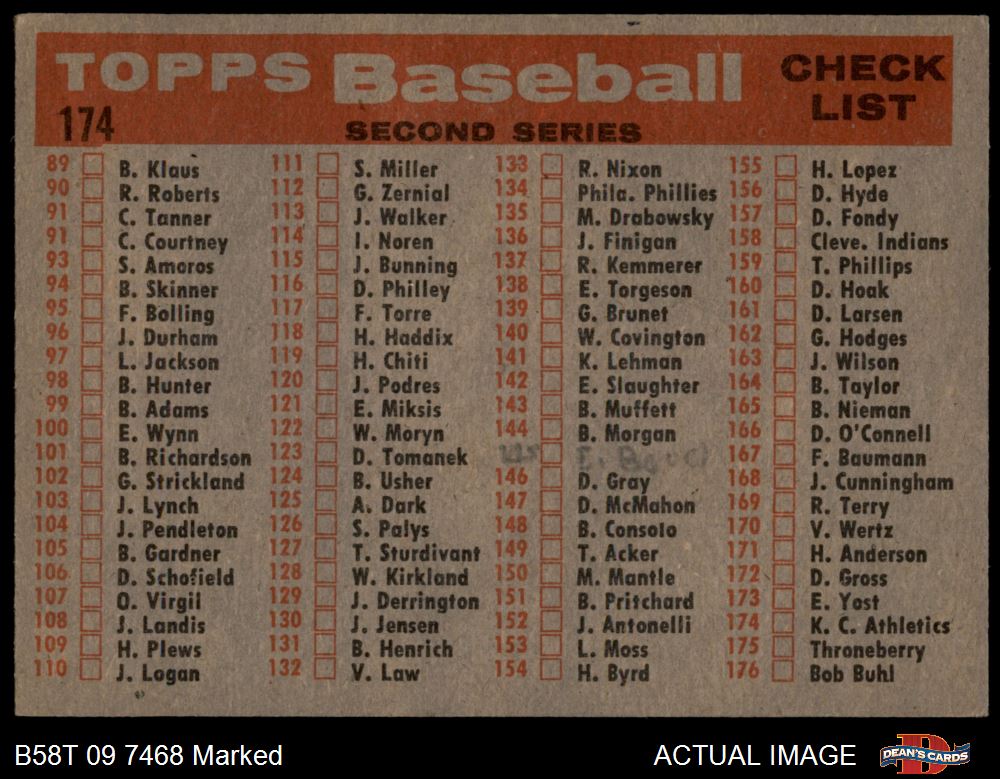 TOPPS Baseball CHECK LIST
174 SECOND SERIES
89 B. Klaus 111 S. Miller 133 R. Nixon 155 H. Lopez
90 R. Roberts 112 G. Zernial 134 Phila. Phillies 156 D. Hyde
91 C. Tanner 113 J. Walker 135 M. Drabowsky 157 D. Fondy
91 C. Courtney 114 I. Noren 136 J. Finigan 158 Cleve. Indians
93 S. Amoros 115 J. Bunning 137 R. Kemmerer 159 T. Phillips
94 B. Skinner 116 D. Philley 138 E. Torgeson 160 D. Hoak
95 F. Bolling 117 F. Torre 139 G. Brunet 161 D. Larsen
96 J. Durham 118 H. Haddix 140 W. Covington 162 G. Hodges
97 L. Jackson 119 H. Chiti 141 K. Lehman 163 J. Wilson
98 B. Hunter 120 J. Podres 142 E. Slaughter 164 B. Taylor
99 B. Adams 121 E. Miksis 143 B. Muffett 165 B. Nieman
100 E. Wynn 122 W. Moryn 144 B. Morgan 166 D. O'Connell
101 B. Richardson 123 D. Tomanek 167 F. Baumann
102 G. Strickland 124 B. Usher 146 D. Gray 168 J. Cunningham
103 J. Lynch 125 A. Dark 147 D. McMahon 169 R. Terry
104 J. Pendleton 126 S. Palys 148 B. Consolo 170 V. Wertz
105 B. Gardner 127 T. Sturdivant 149 T. Acker 171 H. Anderson
106 D. Schofield 128 W. Kirkland 150 M. Mantle 172 D. Gross
107 O. Virgil 129 J. Derrington 151 B. Pritchard 173 E. Yost
108 J. Landis 130 J. Jensen 152 J. Antonelli 174 K. C. Athletics
109 H. Plews 131 B. Henrich 153 L. Moss 175 Throneberry
110 J. Logan 132 V. Law 154 H. Byrd 176 Bob Buhl
B58T 09 7468 Marked ACTUAL IMAGE DEAN'S CARDS